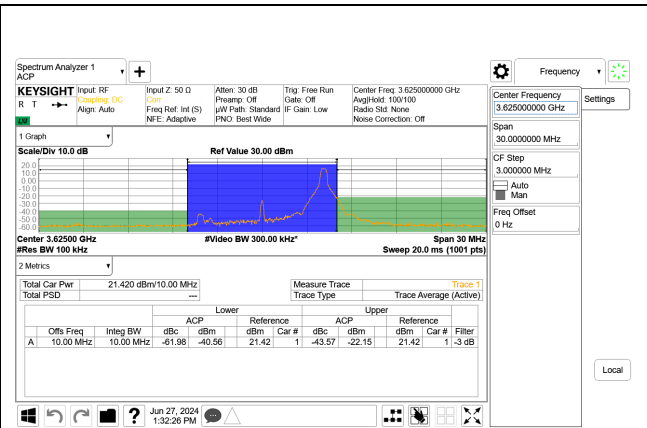 Spectrum Analyzer 1
ACP
Frequency
KEYSIGHT
R T
Input: RF
Coupling: DC
Align: Auto
Input Z: 50 Ω
Corr
Freq Ref: Int (S)
NFE: Adaptive
Atten: 30 dB
Preamp: Off
µW Path: Standard
PNO: Best Wide
Trig: Free Run
Gate: Off
IF Gain: Low
Center Freq: 3.625000000 GHz
Avg|Hold: 100/100
Radio Std: None
Noise Correction: Off
Center Frequency
3.625000000 GHz
Settings
Span
30.0000000 MHz
CF Step
3.000000 MHz
Auto
Man
Freq Offset
0 Hz
1 Graph
Scale/Div 10.0 dB
Ref Value 30.00 dBm
20.0
10.0
0.00
-10.0
-20.0
-30.0
-40.0
-50.0
-60.0
Center 3.62500 GHz
#Video BW 300.00 kHz*
Span 30 MHz
#Res BW 100 kHz
Sweep 20.0 ms (1001 pts)
2 Metrics
Total Car Pwr 21.420 dBm/10.00 MHz
Total PSD ---
Measure Trace Trace 1
Trace Type Trace Average (Active)
Lower Upper
ACP Reference ACP Reference
Offs Freq Integ BW dBc dBm dBm Car # dBc dBm dBm Car # Filter
A 10.00 MHz 10.00 MHz -61.98 -40.56 21.42 1 -43.57 -22.15 21.42 1 -3 dB
Local
?
Jun 27, 2024
1:32:26 PM